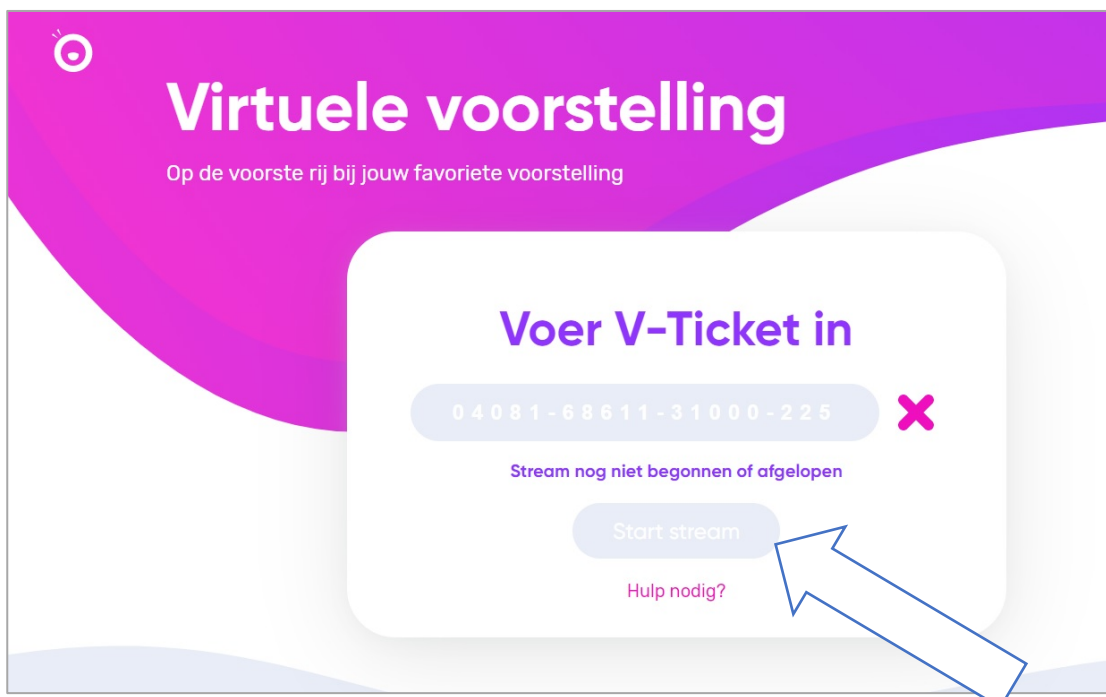 Virtuele voorstelling
Op de voorste rij bij jouw favoriete voorstelling
Voer V-Ticket in
04081-68611-31000-225
Stream nog niet begonnen of afgelopen
Start stream
Hulp nodig?